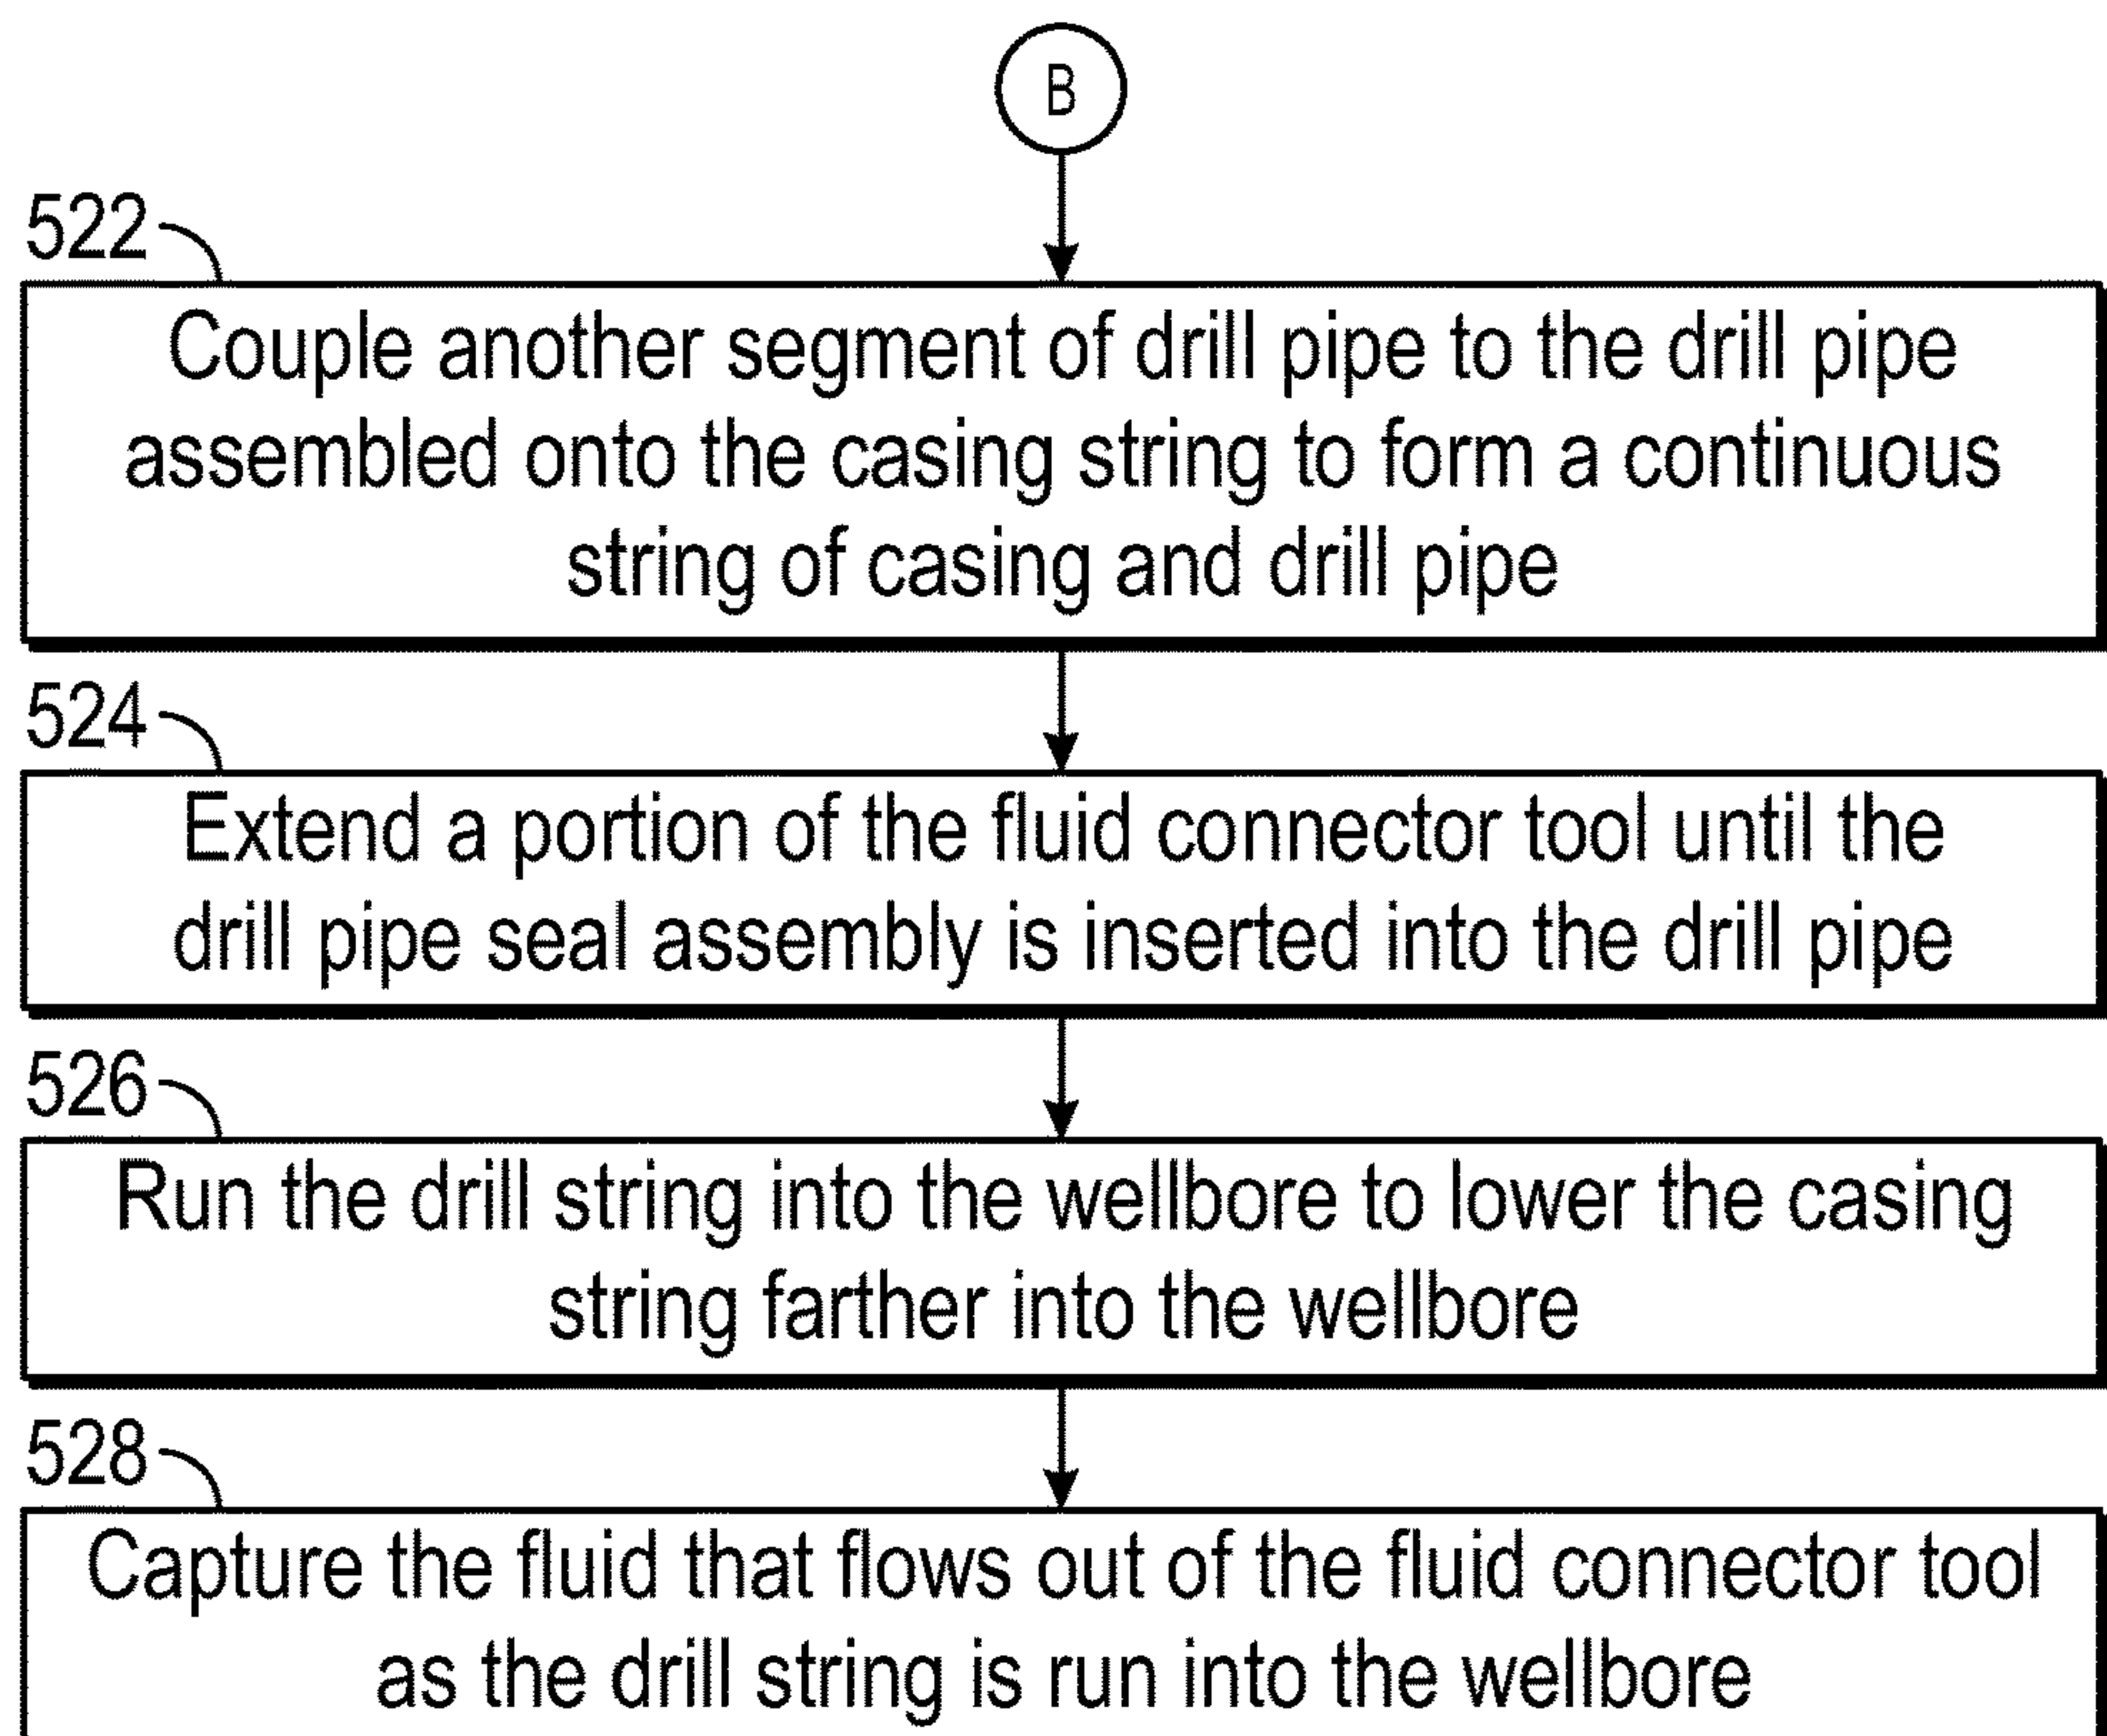 B
522
Couple another segment of drill pipe to the drill pipe
assembled onto the casing string to form a continuous
string of casing and drill pipe
524
Extend a portion of the fluid connector tool until the
drill pipe seal assembly is inserted into the drill pipe
526
Run the drill string into the wellbore to lower the casing
string farther into the wellbore
528
Capture the fluid that flows out of the fluid connector tool
as the drill string is run into the wellbore